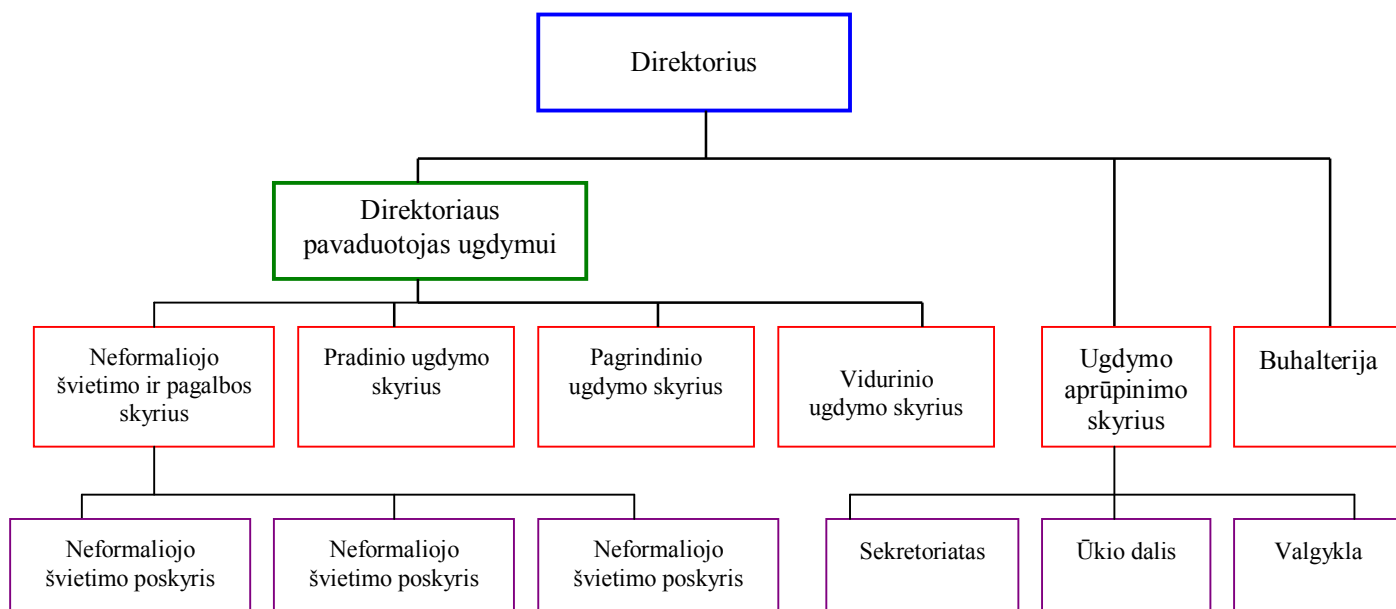 Direktorius
Direktoriaus
pavaduotojas ugdymui
Neformaliojo
švietimo ir pagalbos
skyrius
Pradinio ugdymo
skyrius
Pagrindinio
ugdymo skyrius
Vidurinio
ugdymo skyrius
Ugdymo
aprūpinimo
skyrius
Buhalterija
Neformaliojo
švietimo poskyris
Neformaliojo
švietimo poskyris
Neformaliojo
švietimo poskyris
Sekretoriatas
Ūkio dalis
Valgykla